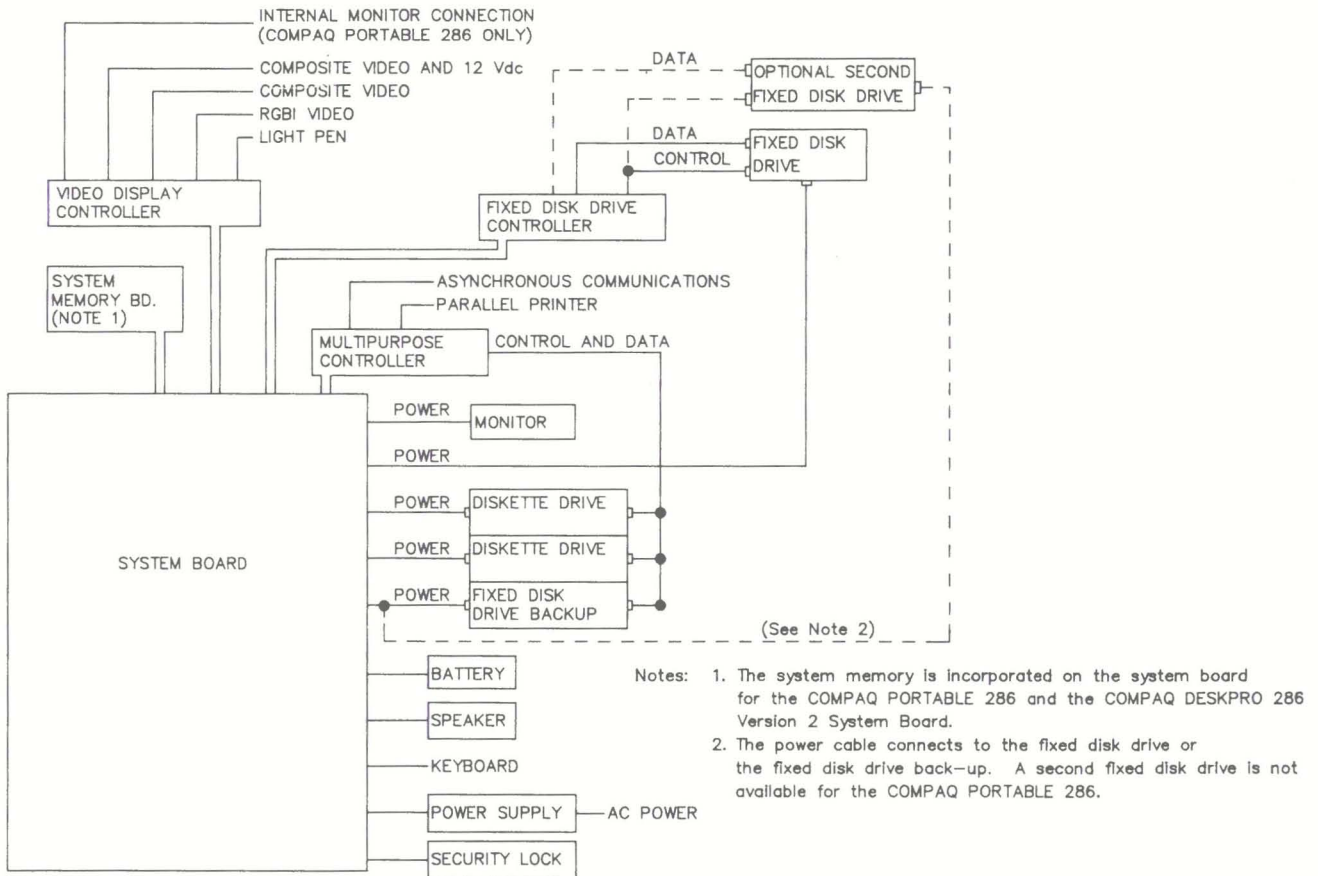 INTERNAL MONITOR CONNECTION
(COMPAQ PORTABLE 286 ONLY)
COMPOSITE VIDEO AND 12 Vdc
COMPOSITE VIDEO
RGBI VIDEO
LIGHT PEN
VIDEO DISPLAY
CONTROLLER
DATA
OPTIONAL SECOND
FIXED DISK DRIVE
DATA
CONTROL
FIXED DISK
DRIVE
FIXED DISK DRIVE
CONTROLLER
SYSTEM
MEMORY BD.
(NOTE 1)
ASYNCHRONOUS COMMUNICATIONS
PARALLEL PRINTER
MULTIPURPOSE
CONTROLLER
CONTROL AND DATA
POWER
MONITOR
POWER
POWER
DISKETTE DRIVE
POWER
DISKETTE DRIVE
SYSTEM BOARD
POWER
FIXED DISK
DRIVE BACKUP
(See Note 2)
BATTERY
SPEAKER
KEYBOARD
POWER SUPPLY
AC POWER
SECURITY LOCK
Notes: 1. The system memory is incorporated on the system board
for the COMPAQ PORTABLE 286 and the COMPAQ DESKPRO 286
Version 2 System Board.
2. The power cable connects to the fixed disk drive or
the fixed disk drive back-up. A second fixed disk drive is not
available for the COMPAQ PORTABLE 286.